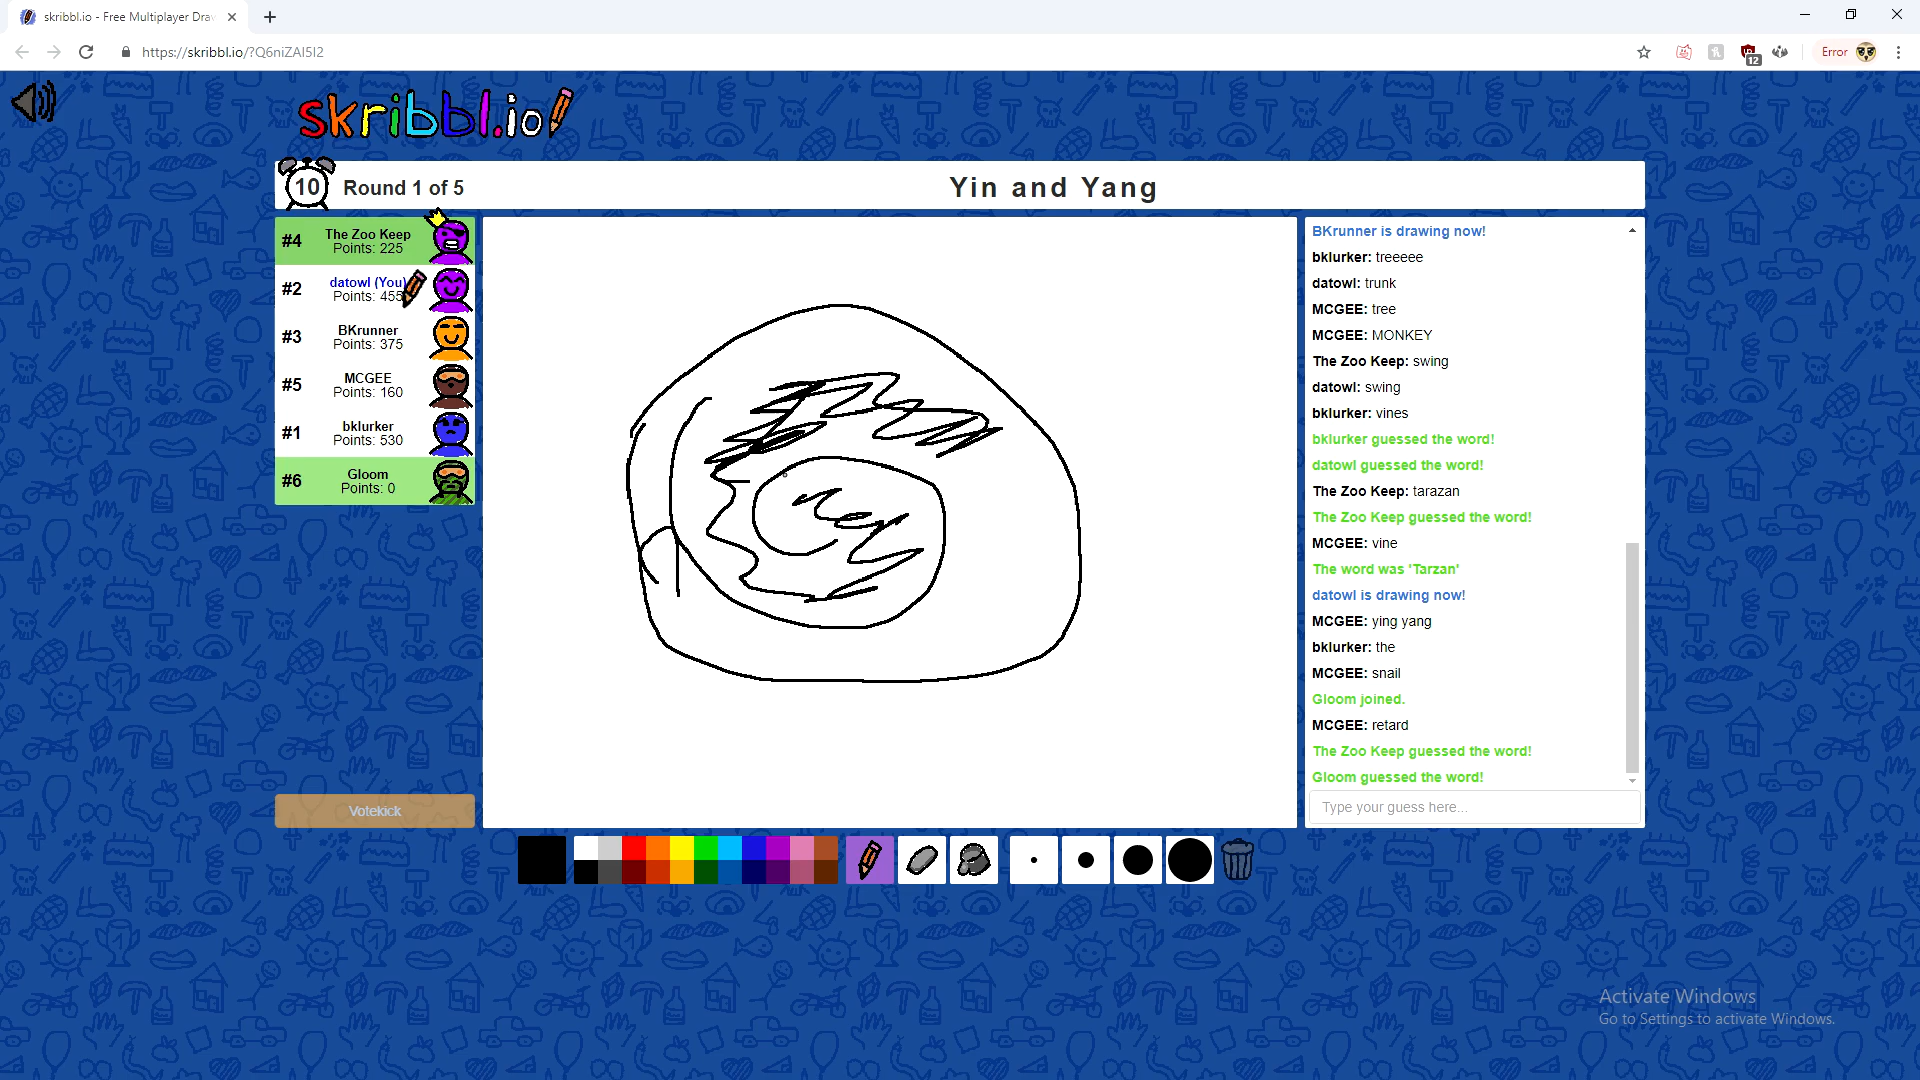 skribbl.io - Free Multiplayer Dra
https://skribbl.io/?Q6niZAl5l2
12
Error
skribbl.io
10
Round 1 of 5
Yin and Yang
#4
The Zoo Keep
Points: 225
#2
datowl (You)
Points: 455
#3
BKrunner
Points: 375
#5
MCGEE
Points: 160
#1
bklurker
Points: 530
#6
Gloom
Points: 0
Votekick
BKrunner is drawing now!
bklurker: treeeee
datowl: trunk
MCGEE: tree
MCGEE: MONKEY
The Zoo Keep: swing
datowl: swing
bklurker: vines
bklurker guessed the word!
datowl guessed the word!
The Zoo Keep: tarazan
The Zoo Keep guessed the word!
MCGEE: vine
The word was 'Tarzan'
datowl is drawing now!
MCGEE: ying yang
bklurker: the
MCGEE: snail
Gloom joined.
MCGEE: retard
The Zoo Keep guessed the word!
Gloom guessed the word!
Type your guess here...
Activate Windows
Go to Settings to activate Windows.